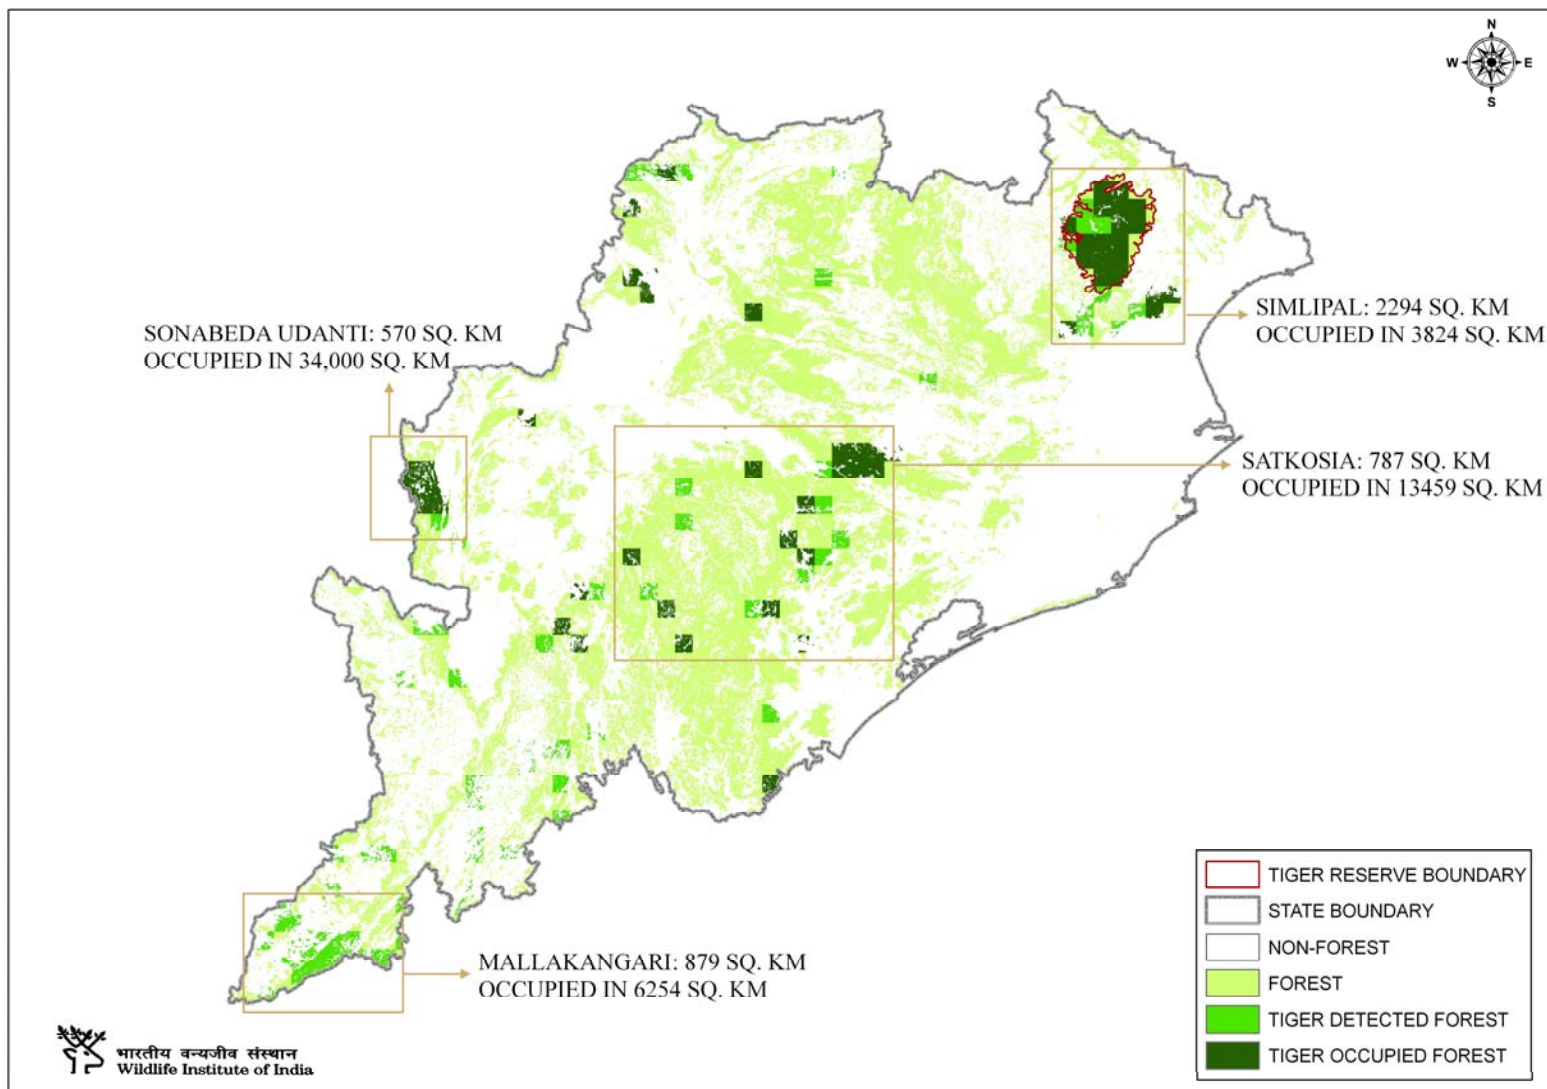 N
W E
S
SIMLIPAL: 2294 SQ. KM
OCCUPIED IN 3824 SQ. KM
SONABEDA UDANTI: 570 SQ. KM
OCCUPIED IN 34,000 SQ. KM
SATKOSIA: 787 SQ. KM
OCCUPIED IN 13459 SQ. KM
MALLAKANGARI: 879 SQ. KM
OCCUPIED IN 6254 SQ. KM
TIGER RESERVE BOUNDARY
STATE BOUNDARY
NON-FOREST
FOREST
TIGER DETECTED FOREST
TIGER OCCUPIED FOREST
भारतीय वन्यजीव संस्थान
Wildlife Institute of India